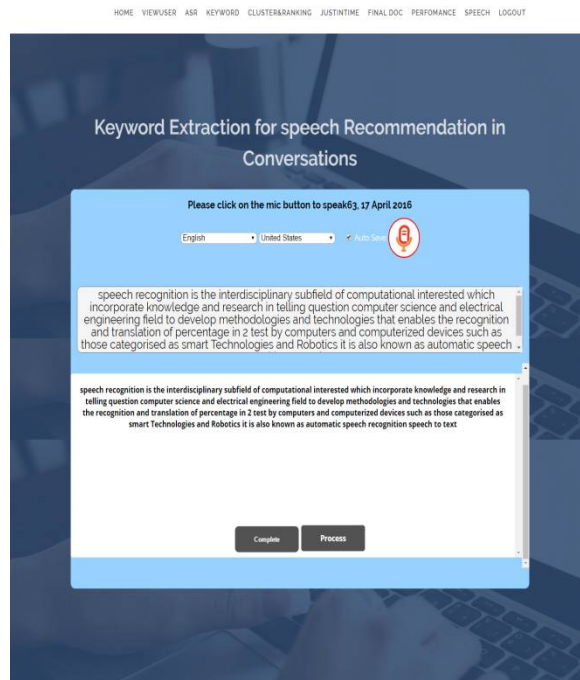 HOME VIEWUSER ASR KEYWORD CLUSTER&RANKING JUSTINTIME FINAL DOC PERFOMANCE SPEECH LOGOUT
Keyword Extraction for speech Recommendation in
Conversations
Please click on the mic button to speak63, 17 April 2016
English United States Auto Save
speech recognition is the interdisciplinary subfield of computational interested which
incorporate knowledge and research in telling question computer science and electrical
engineering field to develop methodologies and technologies that enables the recognition
and translation of percentage in 2 test by computers and computerized devices such as
those categorised as smart Technologies and Robotics it is also known as automatic speech
speech recognition is the interdisciplinary subfield of computational interested which incorporate knowledge and research in
telling question computer science and electrical engineering field to develop methodologies and technologies that enables
the recognition and translation of percentage in 2 test by computers and computerized devices such as those categorised as
smart Technologies and Robotics it is also known as automatic speech recognition speech to text
Complete Process